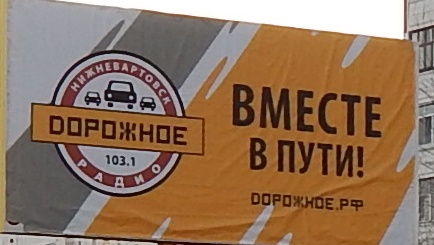 НИЖНЕВАРТОВСК
ДОРОЖНОЕ
103.1
РАДИО
ВМЕСТЕ
В ПУТИ!
ДОРОЖНОЕ.РФ